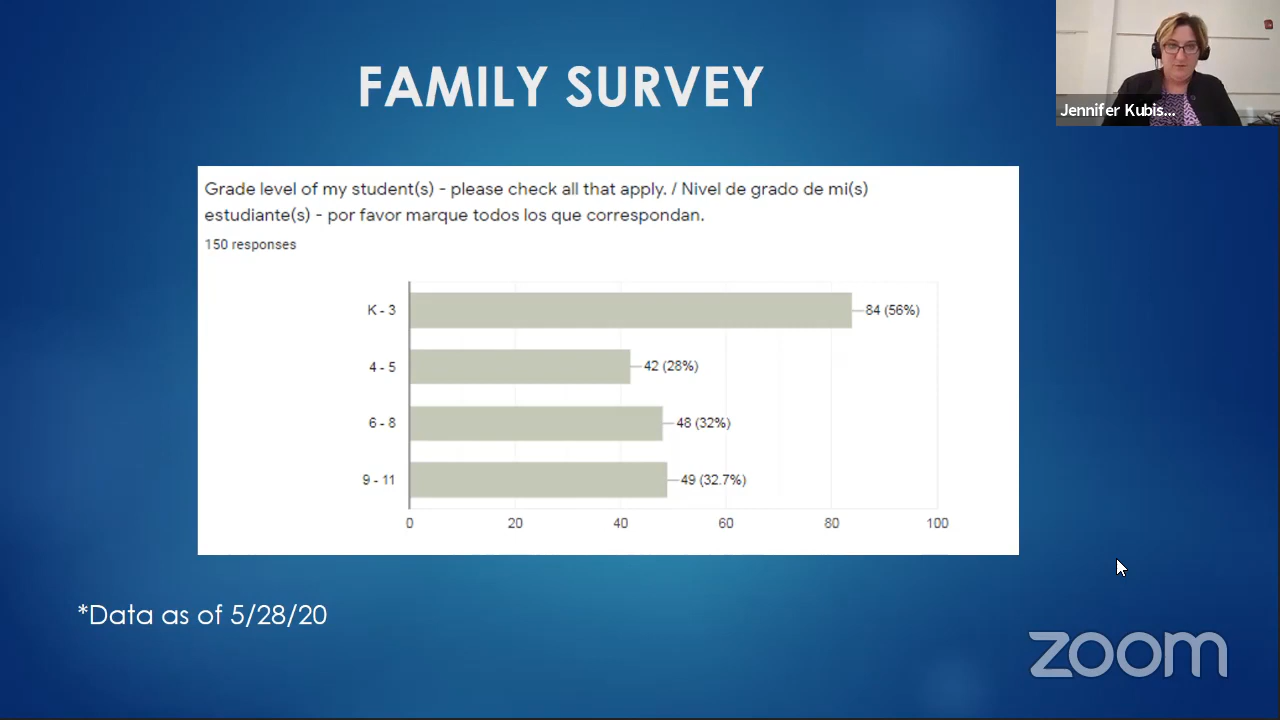 FAMILY SURVEY
Jennifer Kubis...
Grade level of my student(s) - please check all that apply. / Nivel de grado de mi(s)
estudiante(s) - por favor marque todos los que correspondan.
150 responses
K - 3
84 (56%)
4 - 5
42 (28%)
6 - 8
48 (32%)
9 - 11
49 (32.7%)
0 20 40 60 80 100
*Data as of 5/28/20
zoom